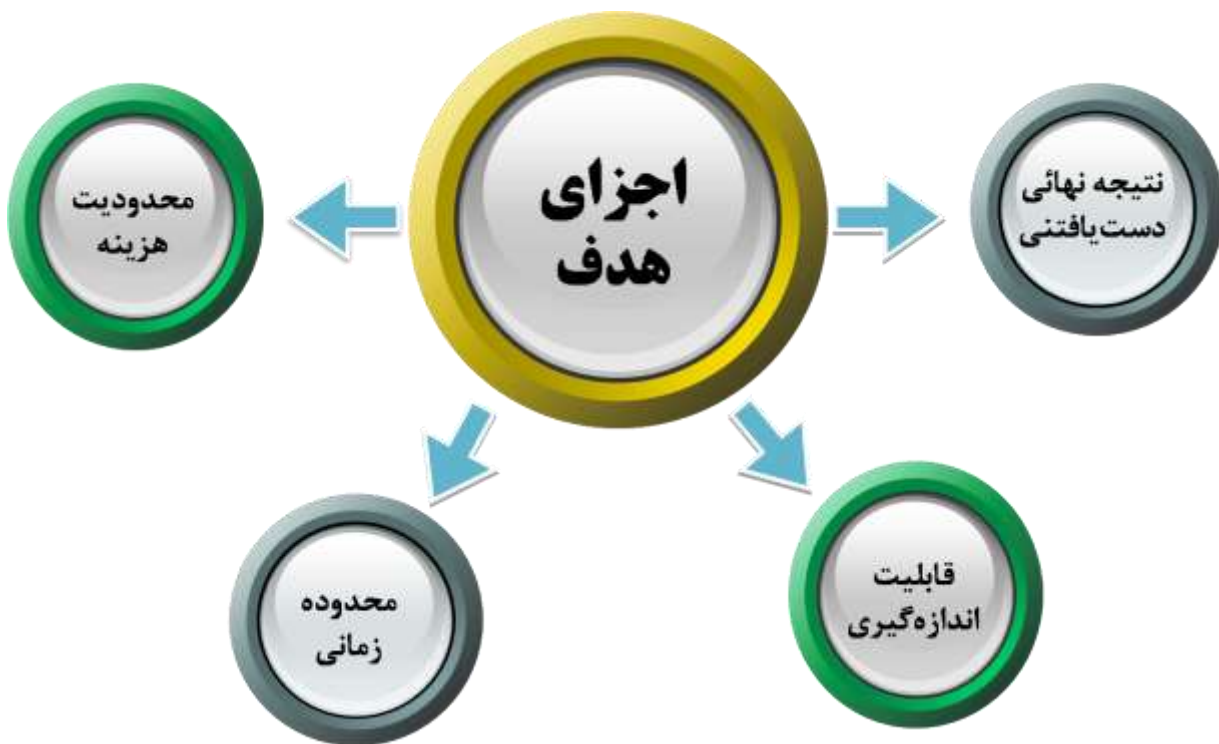 اجزای
هدف
نتیجه نهائی
دست‌یافتنی
قابلیت
اندازه‌گیری
محدوده
زمانی
محدودیت
هزینه